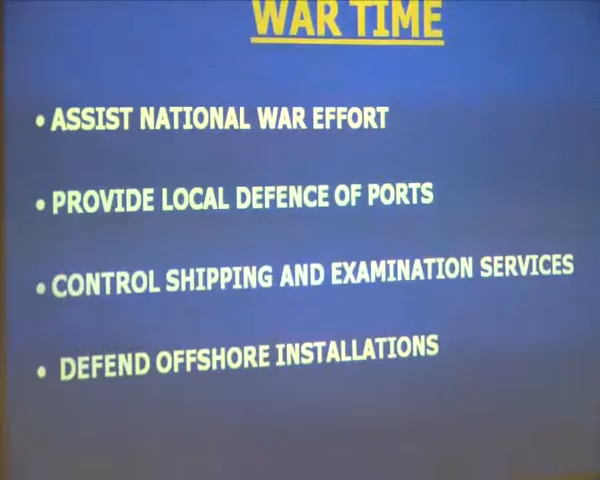 WAR TIME
• ASSIST NATIONAL WAR EFFORT
• PROVIDE LOCAL DEFENCE OF PORTS
• CONTROL SHIPPING AND EXAMINATION SERVICES
• DEFEND OFFSHORE INSTALLATIONS